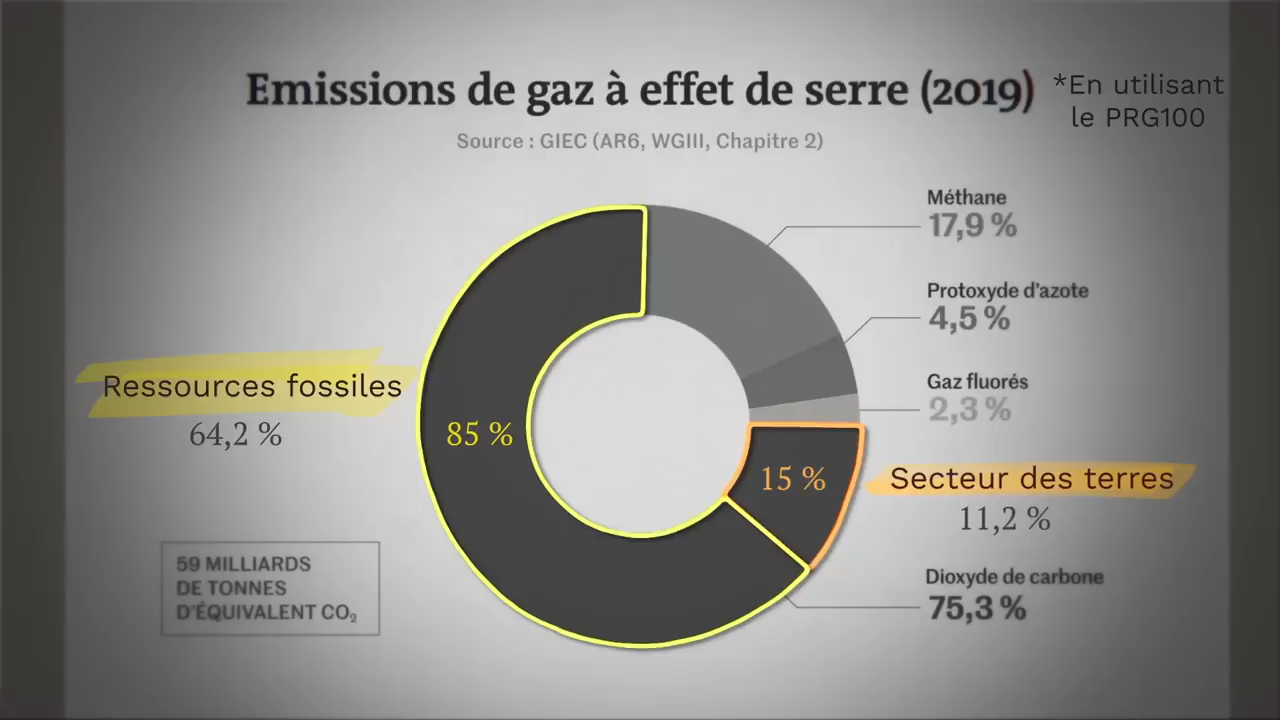 Emissions de gaz à effet de serre (2019)
*En utilisant
le PRG100
Source : GIEC (AR6, WGIII, Chapitre 2)
Méthane
17,9 %
Protoxyde d'azote
4,5 %
Gaz fluorés
2,3 %
Ressources fossiles
64,2 %
85 %
15 %
Secteur des terres
11,2 %
59 MILLIARDS
DE TONNES
D'ÉQUIVALENT CO₂
Dioxyde de carbone
75,3 %